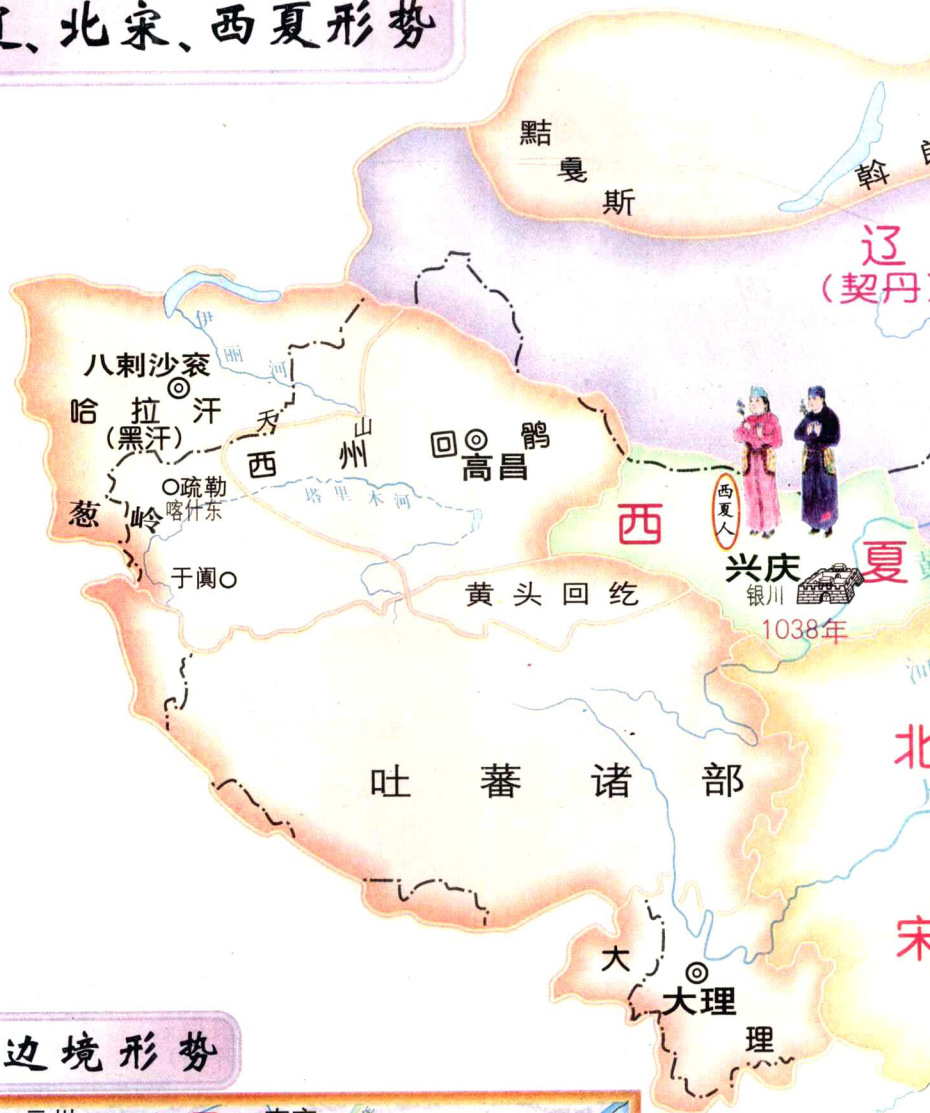 辽、北宋、西夏形势
黠戛斯
斡
辽
(契丹)
伊丽河
八剌沙衮
哈拉汗
(黑汗)
天山
西州回鹘
高昌
疏勒
喀什东
葱岭
塔里木河
于阗
西夏
西夏人
兴庆
银川
1038年
黄头回纥
河
北宋
吐蕃诸部
大理
大理
边境形势